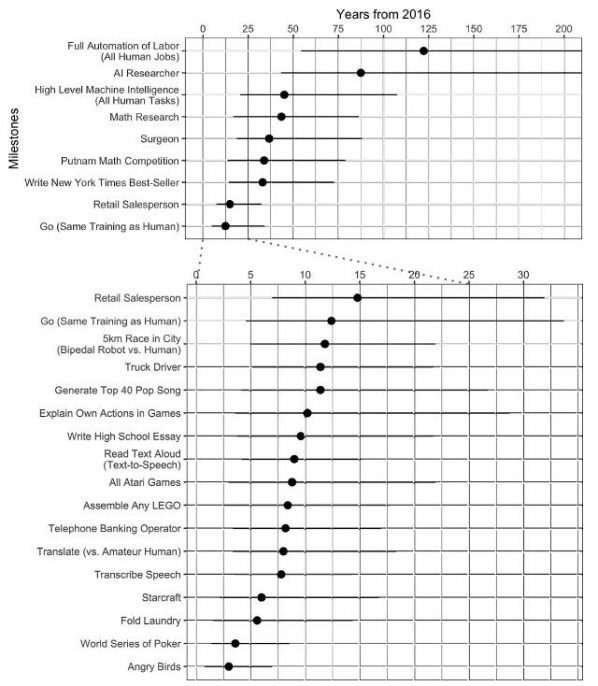 Years from 2016
0 25 50 75 100 125 150 175 200
Milestones
Full Automation of Labor
(All Human Jobs)
AI Researcher
High Level Machine Intelligence
(All Human Tasks)
Math Research
Surgeon
Putnam Math Competition
Write New York Times Best-Seller
Retail Salesperson
Go (Same Training as Human)
0 5 10 15 20 25 30
Retail Salesperson
Go (Same Training as Human)
5km Race in City
(Bipedal Robot vs. Human)
Truck Driver
Generate Top 40 Pop Song
Explain Own Actions in Games
Write High School Essay
Read Text Aloud
(Text-to-Speech)
All Atari Games
Assemble Any LEGO
Telephone Banking Operator
Translate (vs. Amateur Human)
Transcribe Speech
Starcraft
Fold Laundry
World Series of Poker
Angry Birds